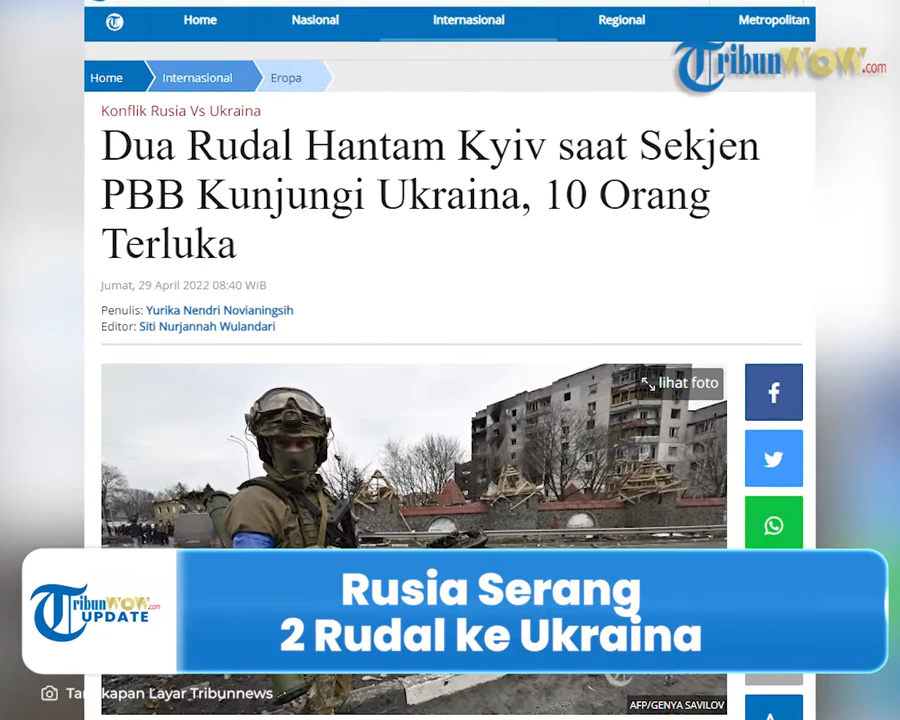 Home Nasional Internasional Regional Metropolitan
TribunWOW.com
Home Internasional Eropa
Konflik Rusia Vs Ukraina
Dua Rudal Hantam Kyiv saat Sekjen
PBB Kunjungi Ukraina, 10 Orang
Terluka
Jumat, 29 April 2022 08:40 WIB
Penulis: Yurika Nendri Novianingsih
Editor: Siti Nurjannah Wulandari
lihat foto
TribunWOW.com
UPDATE
Rusia Serang
2 Rudal ke Ukraina
Tangkapan Layar Tribunnews
AFP/GENYA SAVILOV